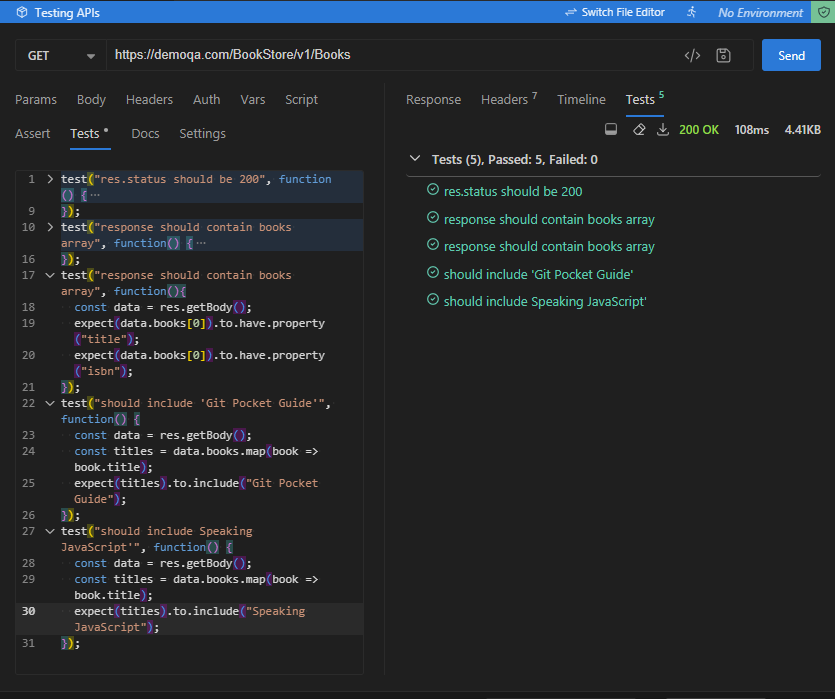 Testing APIs
Switch File Editor
No Environment
GET
https://demoqa.com/BookStore/v1/Books
</>
Send
Params Body Headers Auth Vars Script
Assert Tests Docs Settings
1 test("res.status should be 200", function
() { ···
9 });
10 test("response should contain books
array", function() { ···
16 });
17 test("response should contain books
array", function(){
18 const data = res.getBody();
19 expect(data.books[0]).to.have.property
("title");
20 expect(data.books[0]).to.have.property
("isbn");
21 });
22 test("should include 'Git Pocket Guide'",
function() {
23 const data = res.getBody();
24 const titles = data.books.map(book =>
book.title);
25 expect(titles).to.include("Git Pocket
Guide");
26 });
27 test("should include Speaking
JavaScript'", function() {
28 const data = res.getBody();
29 const titles = data.books.map(book =>
book.title);
30 expect(titles).to.include("Speaking
JavaScript");
31 });
Response Headers 7 Timeline Tests 5
200 OK 108ms 4.41KB
Tests (5), Passed: 5, Failed: 0
res.status should be 200
response should contain books array
response should contain books array
should include 'Git Pocket Guide'
should include Speaking JavaScript'